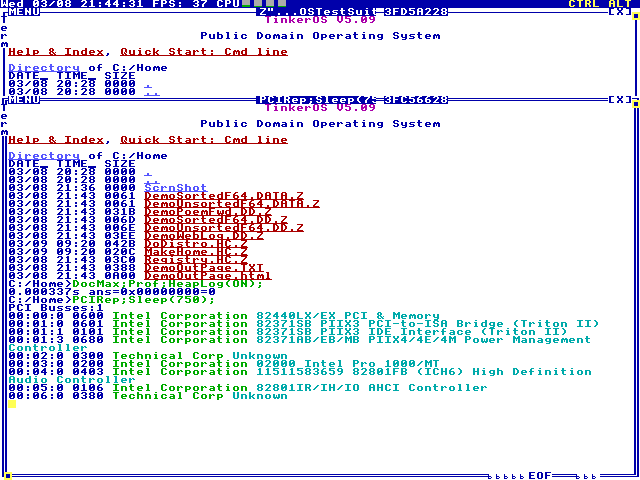 Wed 03/08 21:44:31 FPS: 37 CPU CTRL ALT
MENU Z"...OSTestSuit 3FD5A228 [X]
TinkerOS V5.09
Public Domain Operating System
Help & Index, Quick Start: Cmd line
Directory of C:/Home
DATE_ TIME_ SIZE
03/08 20:28 0000 .
03/08 20:28 0000 ..
Term
MENU PCIRep;Sleep(7 3FC56628 [X]
TinkerOS V5.09
Public Domain Operating System
Help & Index, Quick Start: Cmd line
Directory of C:/Home
DATE_ TIME_ SIZE
03/08 20:28 0000 .
03/08 20:28 0000 ..
03/08 21:36 0000 ScrnShot
03/08 21:43 0061 DemoSortedF64.DATA.Z
03/08 21:43 0061 DemoUnsortedF64.DATA.Z
03/08 21:43 031B DemoPoemFwd.DD.Z
03/08 21:43 006D DemoSortedF64.DD.Z
03/08 21:43 006E DemoUnsortedF64.DD.Z
03/08 21:43 03EE DemoWebLog.DD.Z
03/09 09:20 042B DoDistro.HC.Z
03/09 09:20 020C MakeHome.HC.Z
03/08 21:43 03C0 Registry.HC.Z
03/08 21:43 0388 DemoOutPage.TXT
03/08 21:43 0A00 DemoOutPage.html
C:/Home>DocMax;Prof;HeapLog(ON);
0.000337s ans=0x00000000=0
C:/Home>PCIRep;Sleep(750);
PCI Busses:1
00:00:0 0600 Intel Corporation 82440LX/EX PCI & Memory
00:01:0 0601 Intel Corporation 82371SB PIIX3 PCI-to-ISA Bridge (Triton II)
00:01:1 0101 Intel Corporation 82371SB PIIX3 IDE Interface (Triton II)
00:01:3 0680 Intel Corporation 82371AB/EB/MB PIIX4/4E/4M Power Management
Controller
00:02:0 0300 Technical Corp Unknown
00:03:0 0200 Intel Corporation 02000 Intel Pro 1000/MT
00:04:0 0403 Intel Corporation 11511583659 82801FB (ICH6) High Definition
Audio Controller
00:05:0 0106 Intel Corporation 82801IR/IH/IO AHCI Controller
00:06:0 0380 Technical Corp Unknown
Term
EOF